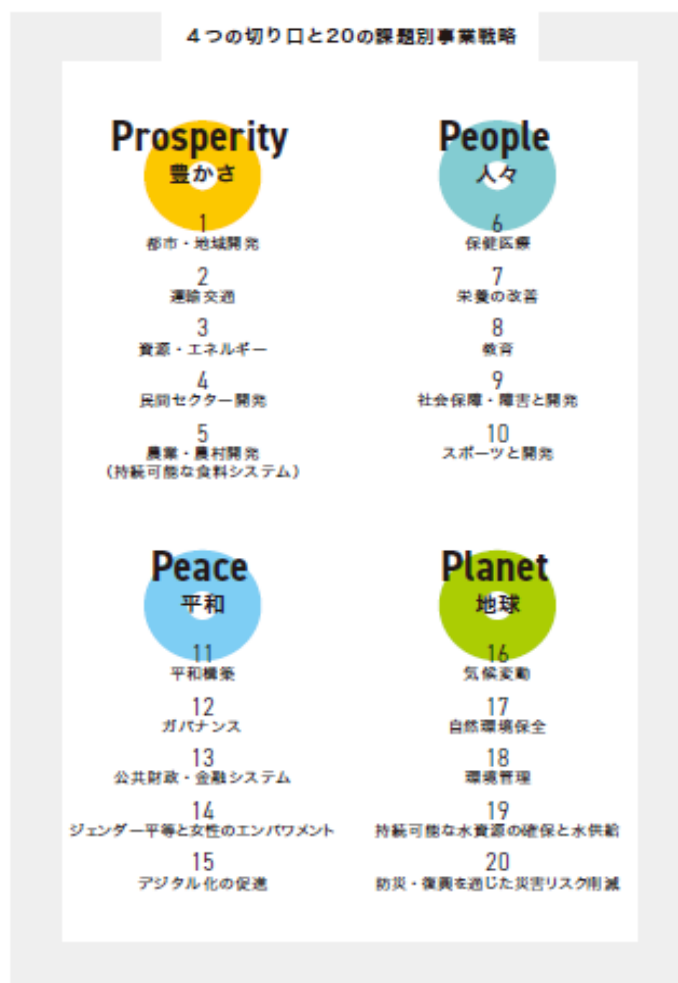 4つの切り口と20の課題別事業戦略
Prosperity
豊かさ
1
都市・地域開発
2
運輸交通
3
資源・エネルギー
4
民間セクター開発
5
農業・農村開発
(持続可能な食料システム)
People
人々
6
保健医療
7
栄養の改善
8
教育
9
社会保障・障害と開発
10
スポーツと開発
Peace
平和
11
平和構築
12
ガバナンス
13
公共財政・金融システム
14
ジェンダー平等と女性のエンパワメント
15
デジタル化の促進
Planet
地球
16
気候変動
17
自然環境保全
18
環境管理
19
持続可能な水資源の確保と水供給
20
防災・復興を通じた災害リスク削減